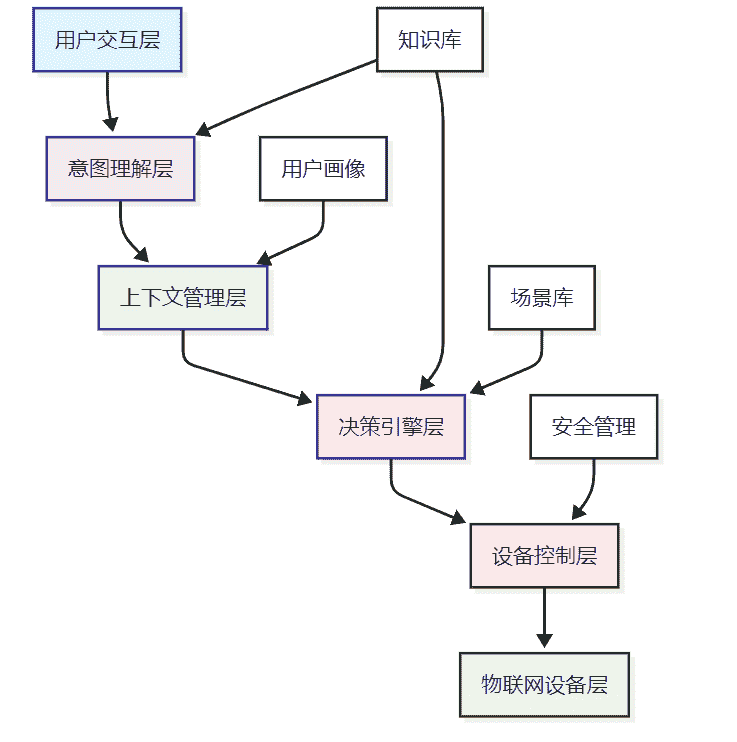 用户交互层
知识库
意图理解层
用户画像
上下文管理层
场景库
决策引擎层
安全管理
设备控制层
物联网设备层